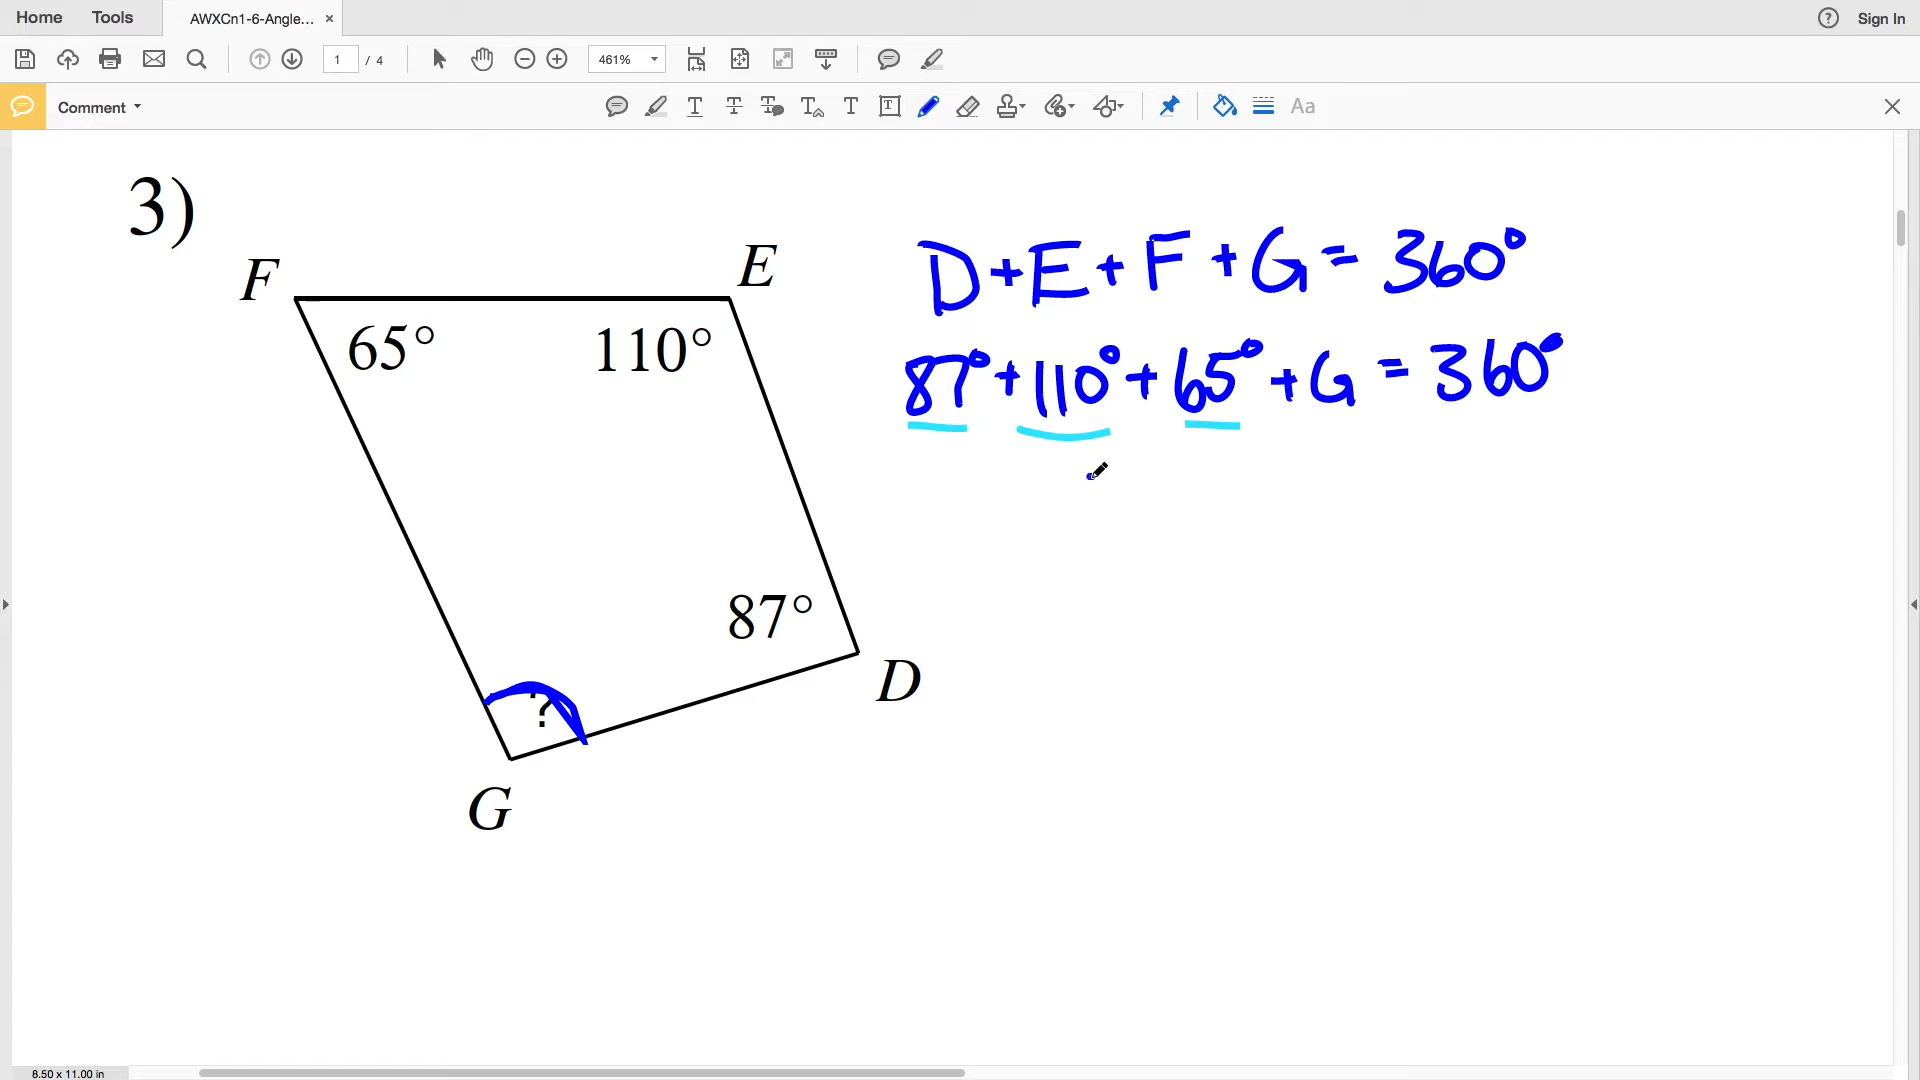 Home Tools AWXCn1-6-Angle... × ? Sign In
1 / 4 461%
Comment T T T T T T Aa ×
3)
F E
D+E+F+G=360°
65° 110°
87°+110°+65°+G=360°
87°
?
D
G
8.50 x 11.00 in